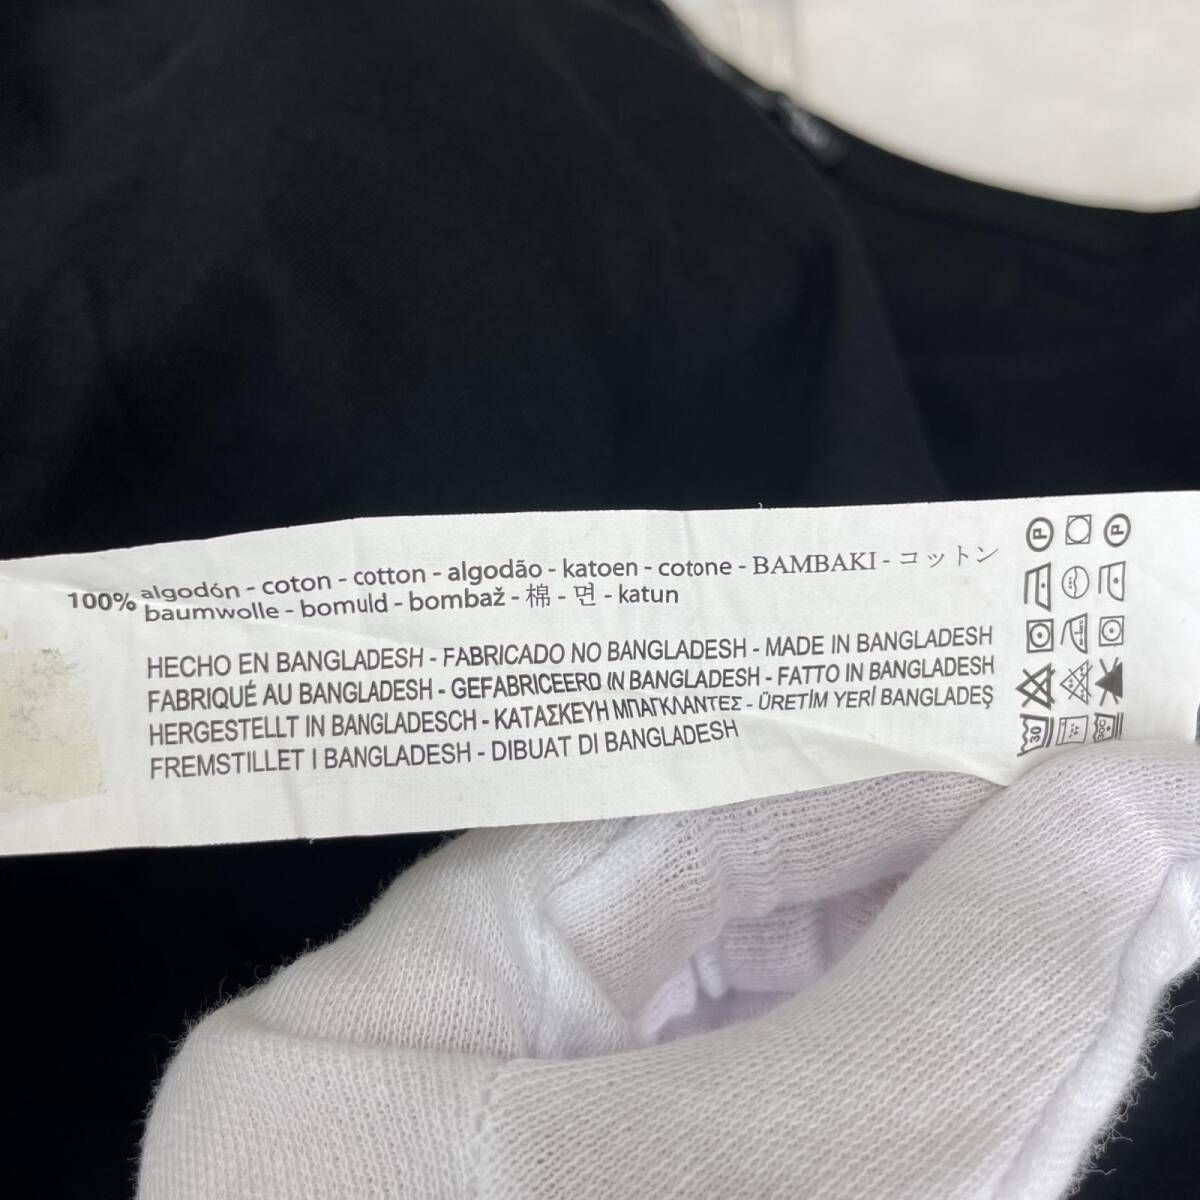 100% algodón - coton - cotton - algodão - katoen - cotone - BAMBAKI - コットン
baumwolle - bomuld - bombaž - 棉 - 면 - katun
HECHO EN BANGLADESH - FABRICADO NO BANGLADESH - MADE IN BANGLADESH
FABRIQUÉ AU BANGLADESH - GEFABRICEERD IN BANGLADESH - FATTO IN BANGLADESH
HERGESTELLT IN BANGLADESCH - ΚΑΤΑΣΚΕΥΗ ΜΠΑΓΚΛΑΝΤΕΣ - ÜRETİM YERİ BANGLADEŞ
FREMSTILLET I BANGLADESH - DIBUAT DI BANGLADESH
P P
30